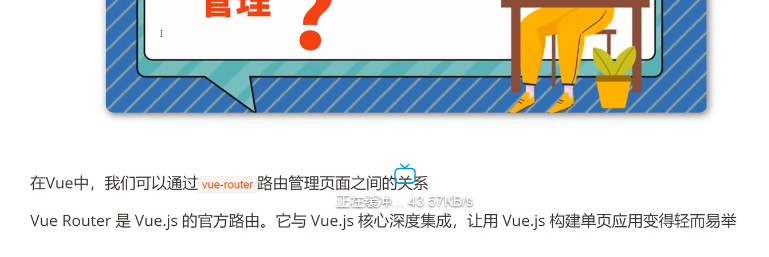 管理
?
在Vue中，我们可以通过 vue-router 路由管理页面之间的关系
正在缓冲... 43.57KB/s
Vue Router 是 Vue.js 的官方路由。它与 Vue.js 核心深度集成，让用 Vue.js 构建单页应用变得轻而易举